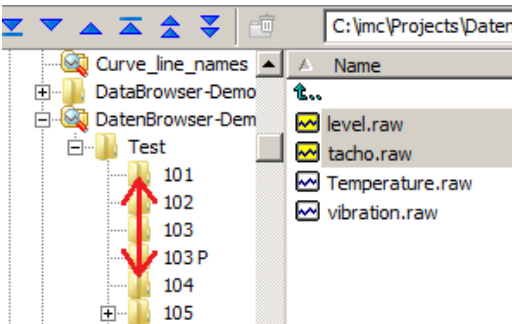 C:\imc\Projects\Daten
Curve_line_names
DataBrowser-Demo
DatenBrowser-Dem
Test
101
102
103
103 P
104
105
Name
..
level.raw
tacho.raw
Temperature.raw
vibration.raw